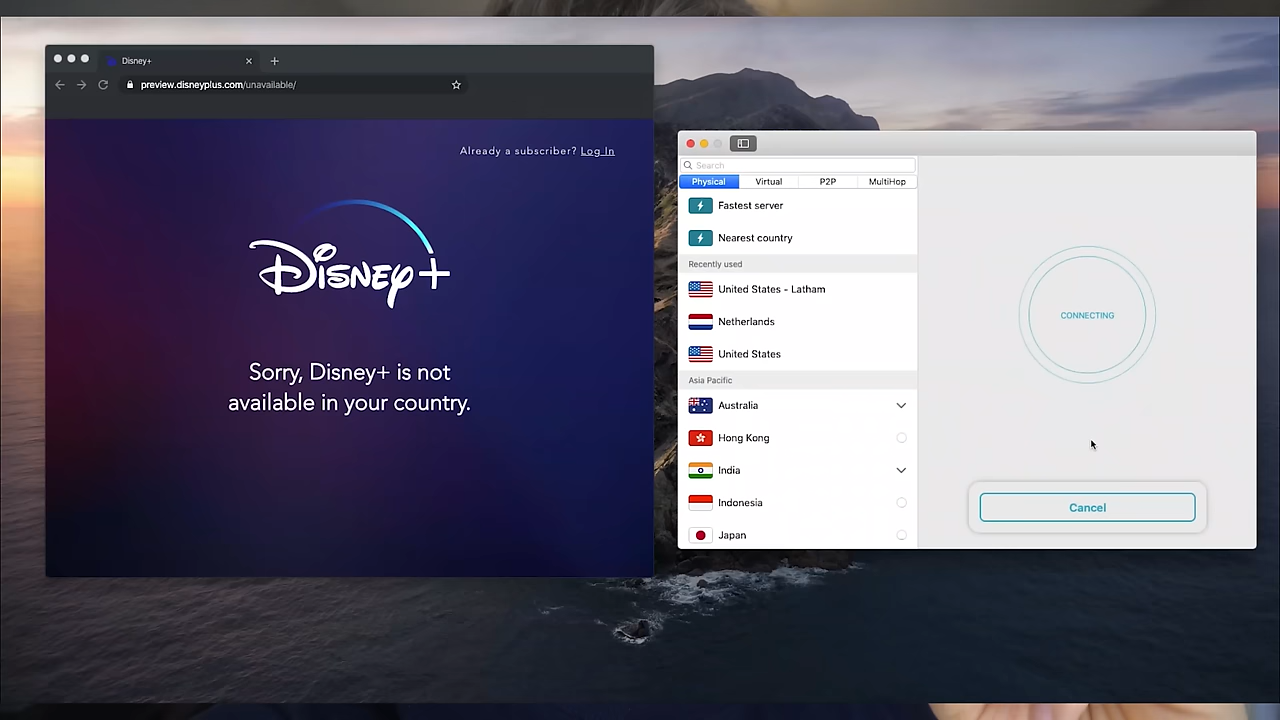 Disney+
preview.disneyplus.com/unavailable/
Already a subscriber? Log In
Disney+
Sorry, Disney+ is not
available in your country.
Search
Physical Virtual P2P MultiHop
Fastest server
Nearest country
Recently used
United States - Latham
Netherlands
United States
Asia Pacific
Australia
Hong Kong
India
Indonesia
Japan
CONNECTING
Cancel